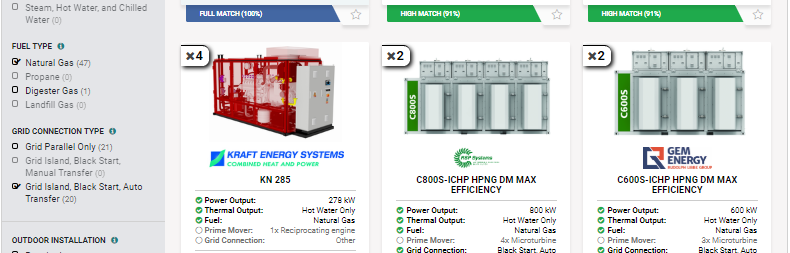 Steam, Hot Water, and Chilled
Water (0)
FUEL TYPE
Natural Gas (47)
Propane (0)
Digester Gas (1)
Landfill Gas (0)
GRID CONNECTION TYPE
Grid Parallel Only (21)
Grid Island, Black Start,
Manual Transfer (0)
Grid Island, Black Start, Auto
Transfer (20)
OUTDOOR INSTALLATION
FULL MATCH (100%)
×4
KRAFT ENERGY SYSTEMS
COMBINED HEAT AND POWER
KN 285
Power Output: 278 kW
Thermal Output: Hot Water Only
Fuel: Natural Gas
Prime Mover: 1x Reciprocating engine
Grid Connection: Other
HIGH MATCH (91%)
×2
C800S
RSP Systems
C800S-ICHP HPNG DM MAX
EFFICIENCY
Power Output: 800 kW
Thermal Output: Hot Water Only
Fuel: Natural Gas
Prime Mover: 4x Microturbine
Grid Connection: Black Start, Auto
HIGH MATCH (91%)
×2
C600S
GEM
ENERGY
RUDOLPH LIBBE GROUP
C600S-ICHP HPNG DM MAX
EFFICIENCY
Power Output: 600 kW
Thermal Output: Hot Water Only
Fuel: Natural Gas
Prime Mover: 3x Microturbine
Grid Connection: Black Start, Auto